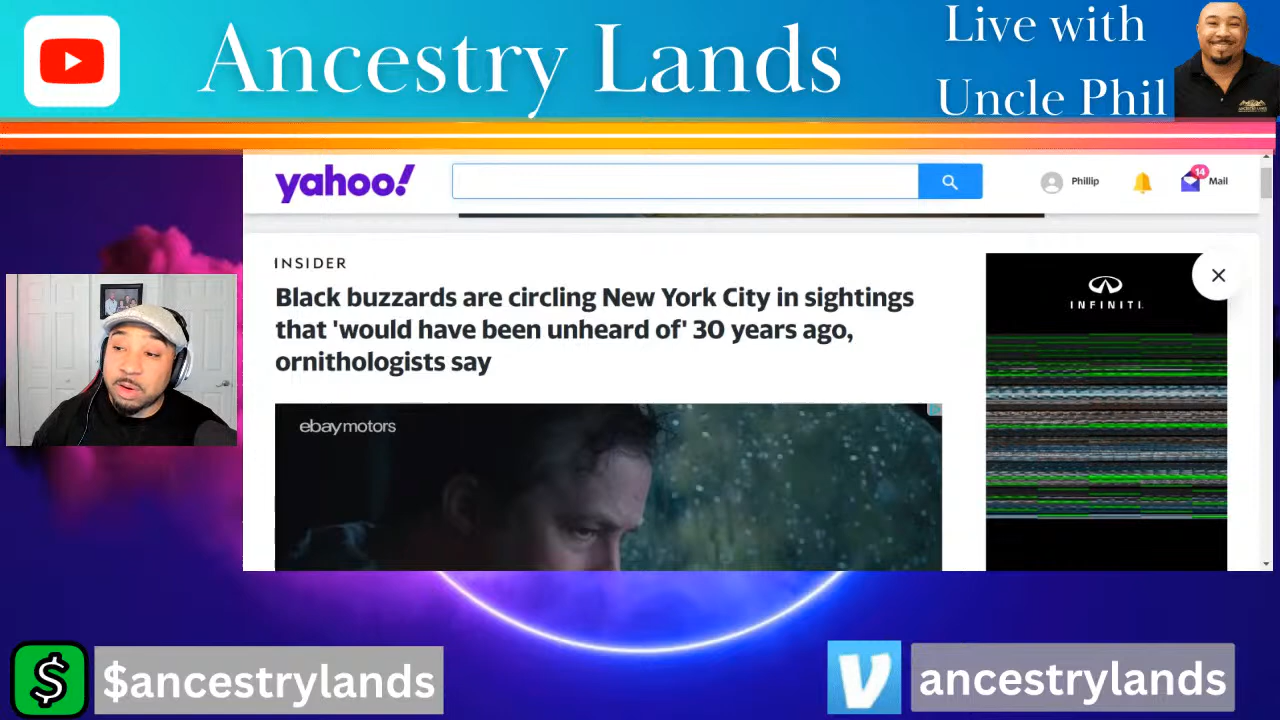 Ancestry Lands
Live with
Uncle Phil
yahoo!
Phillip
14
Mail
INSIDER
Black buzzards are circling New York City in sightings
that 'would have been unheard of' 30 years ago,
ornithologists say
INFINITI
ebay motors
$ancestrylands
ancestrylands